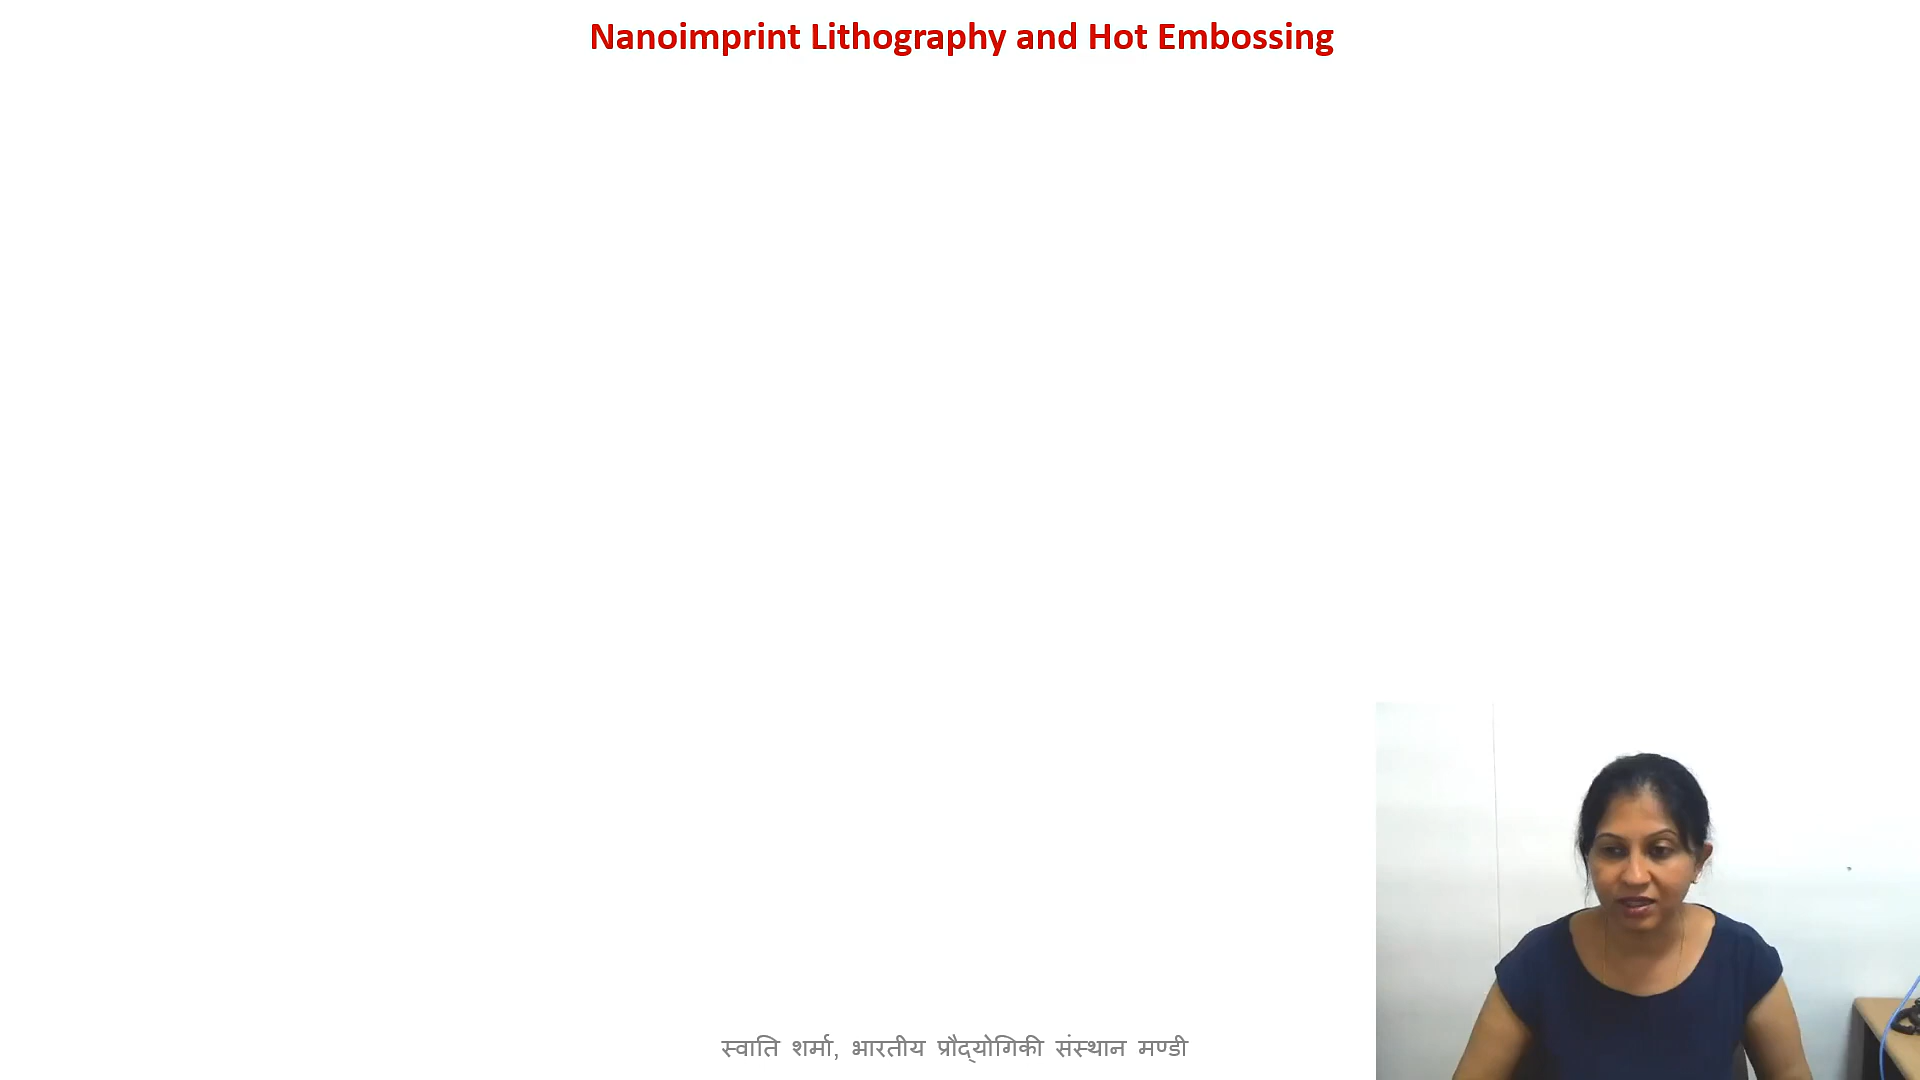 Nanoimprint Lithography and Hot Embossing
स्वाति शर्मा, भारतीय प्रौद्योगिकी संस्थान मण्डी